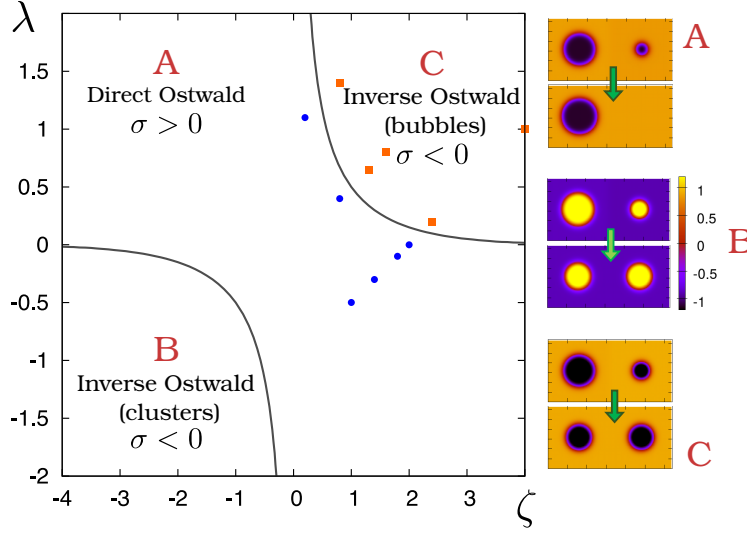 λ
1.5
1
0.5
0
-0.5
-1
-1.5
-2
-4
-3
-2
-1
0
1
2
3
4
ζ
A
Direct Ostwald
σ > 0
C
Inverse Ostwald
(bubbles)
σ < 0
B
Inverse Ostwald
(clusters)
σ < 0
A
B
1
0.5
0
-0.5
-1
C